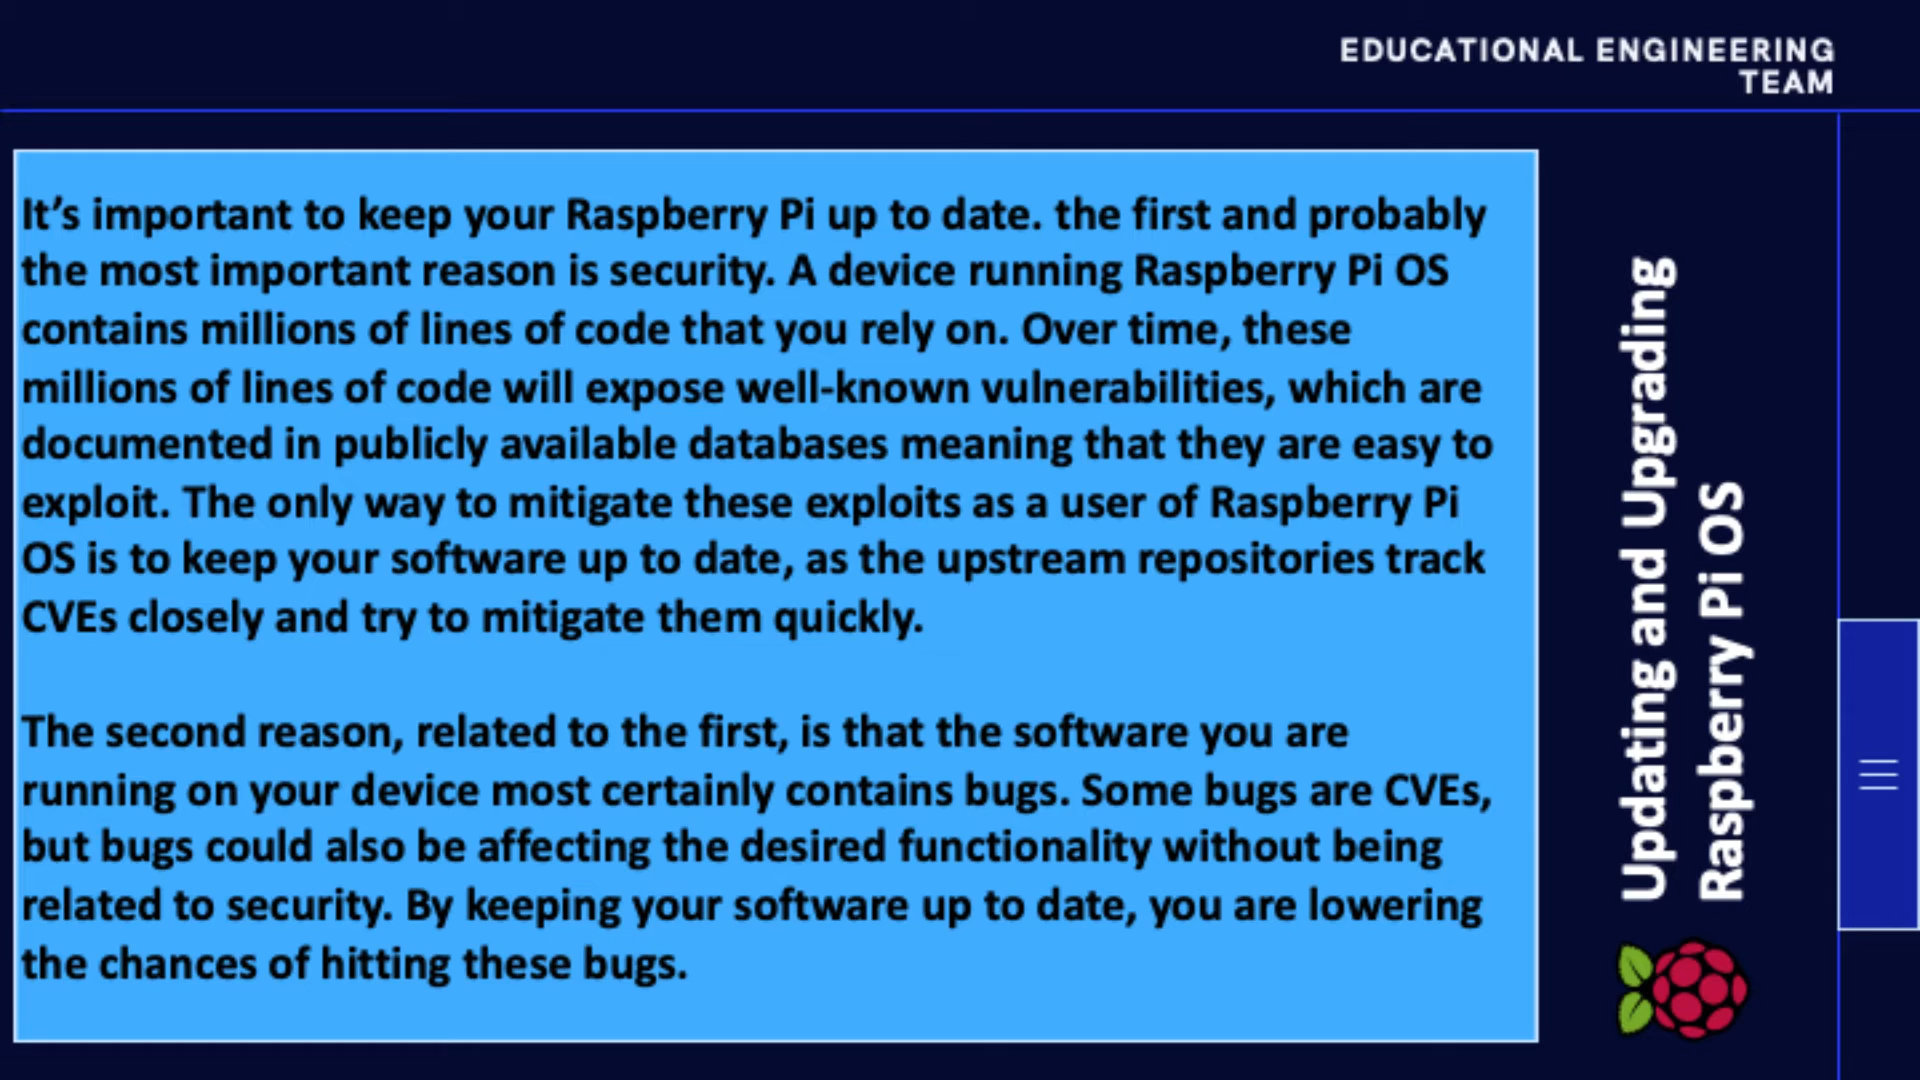 EDUCATIONAL ENGINEERING
TEAM
It's important to keep your Raspberry Pi up to date. the first and probably
the most important reason is security. A device running Raspberry Pi OS
contains millions of lines of code that you rely on. Over time, these
millions of lines of code will expose well-known vulnerabilities, which are
documented in publicly available databases meaning that they are easy to
exploit. The only way to mitigate these exploits as a user of Raspberry Pi
OS is to keep your software up to date, as the upstream repositories track
CVEs closely and try to mitigate them quickly.
The second reason, related to the first, is that the software you are
running on your device most certainly contains bugs. Some bugs are CVEs,
but bugs could also be affecting the desired functionality without being
related to security. By keeping your software up to date, you are lowering
the chances of hitting these bugs.
Updating and Upgrading
Raspberry Pi OS